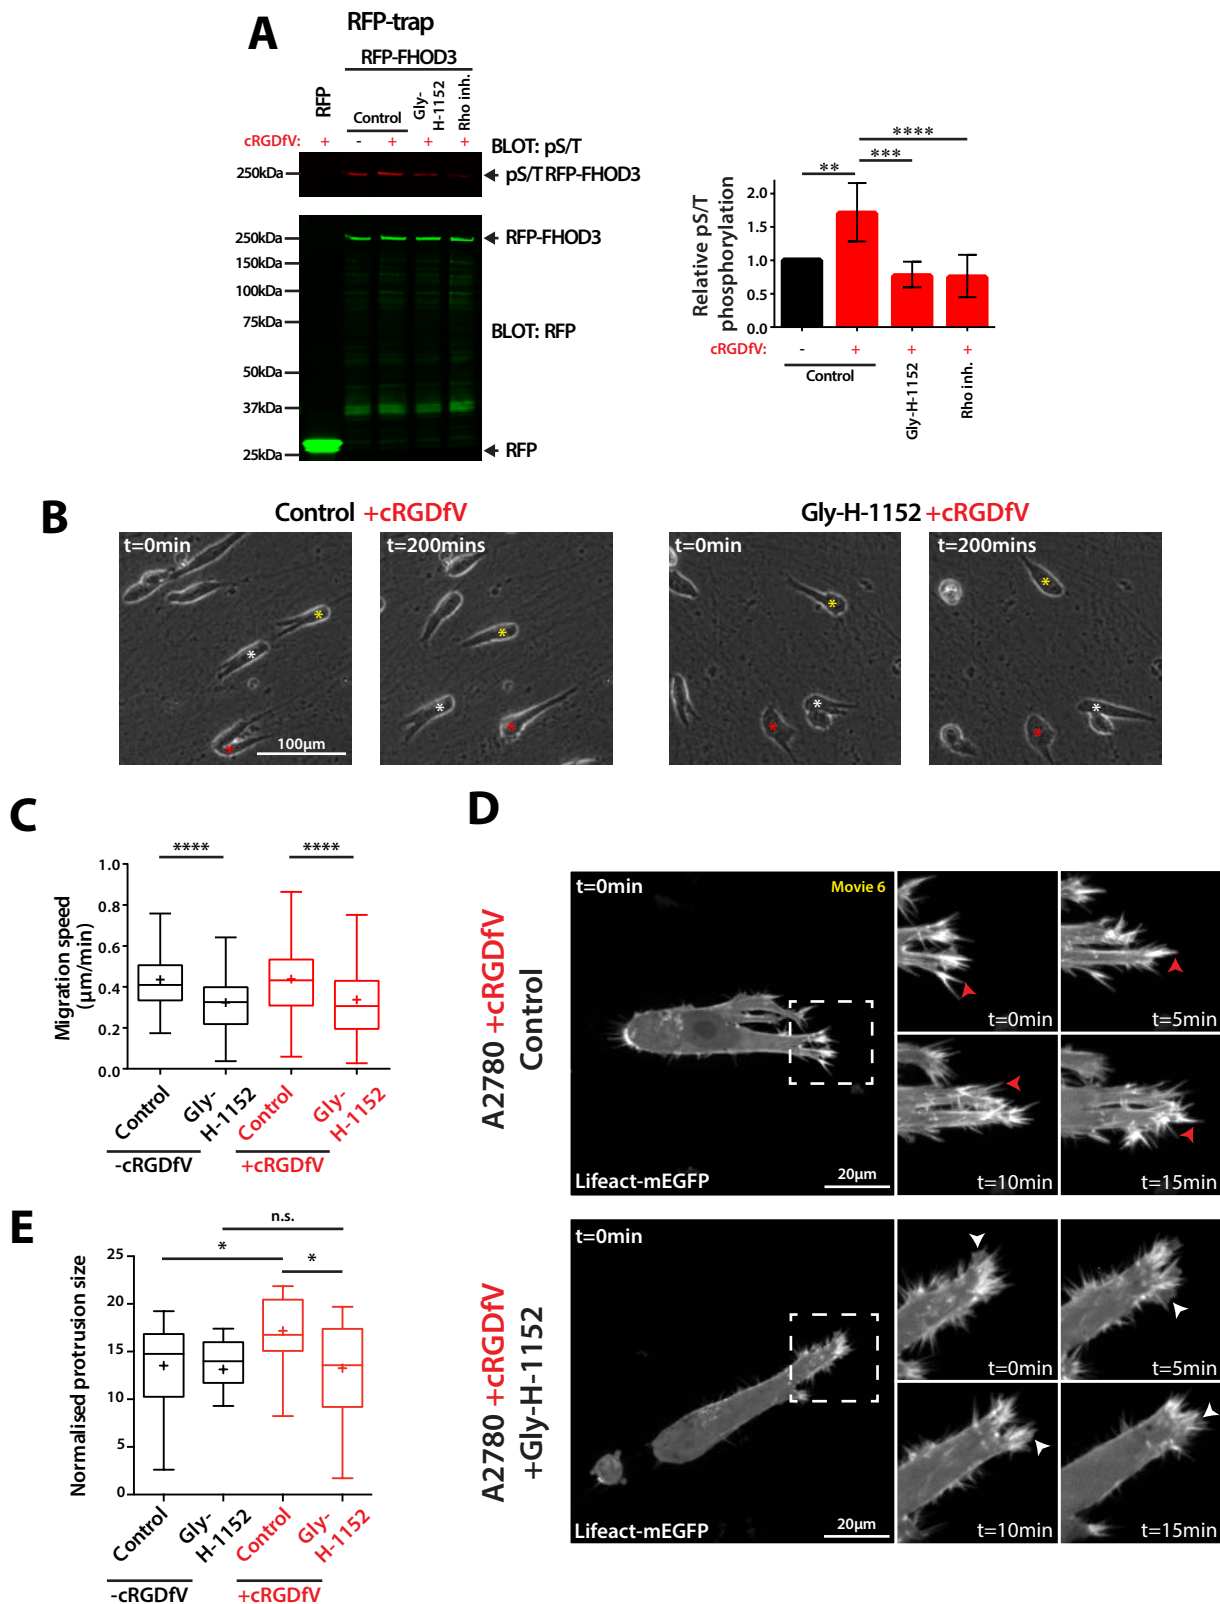 A
RFP-trap
RFP-FHOD3
RFP
Control
Gly-
H-1152
Rho inh.
cRGDfV: + - + + +
BLOT: pS/T
250kDa
pS/T RFP-FHOD3
250kDa
RFP-FHOD3
150kDa
100kDa
75kDa
BLOT: RFP
50kDa
37kDa
25kDa
RFP
Relative pS/T
phosphorylation
**
***
****
2.0
1.5
1.0
0.5
0.0
cRGDfV: - + + +
Control
Gly-H-1152
Rho inh.
B
Control +cRGDfV
Gly-H-1152 +cRGDfV
t=0min
t=200mins
t=0min
t=200mins
* * *
* * *
* * *
* * *
100µm
C
Migration speed
(µm/min)
**** ****
1.0
0.8
0.6
0.4
0.2
0.0
Control
Gly-
H-1152
Control
Gly-
H-1152
-cRGDfV
+cRGDfV
D
A2780 +cRGDfV
Control
t=0min
Movie 6
Lifeact-mEGFP
20µm
t=0min
t=5min
t=10min
t=15min
A2780 +cRGDfV
+Gly-H-1152
t=0min
Lifeact-mEGFP
20µm
t=0min
t=5min
t=10min
t=15min
E
Normalised protrusion size
n.s.
*
*
25
20
15
10
5
0
Control
Gly-
H-1152
Control
Gly-
H-1152
-cRGDfV
+cRGDfV